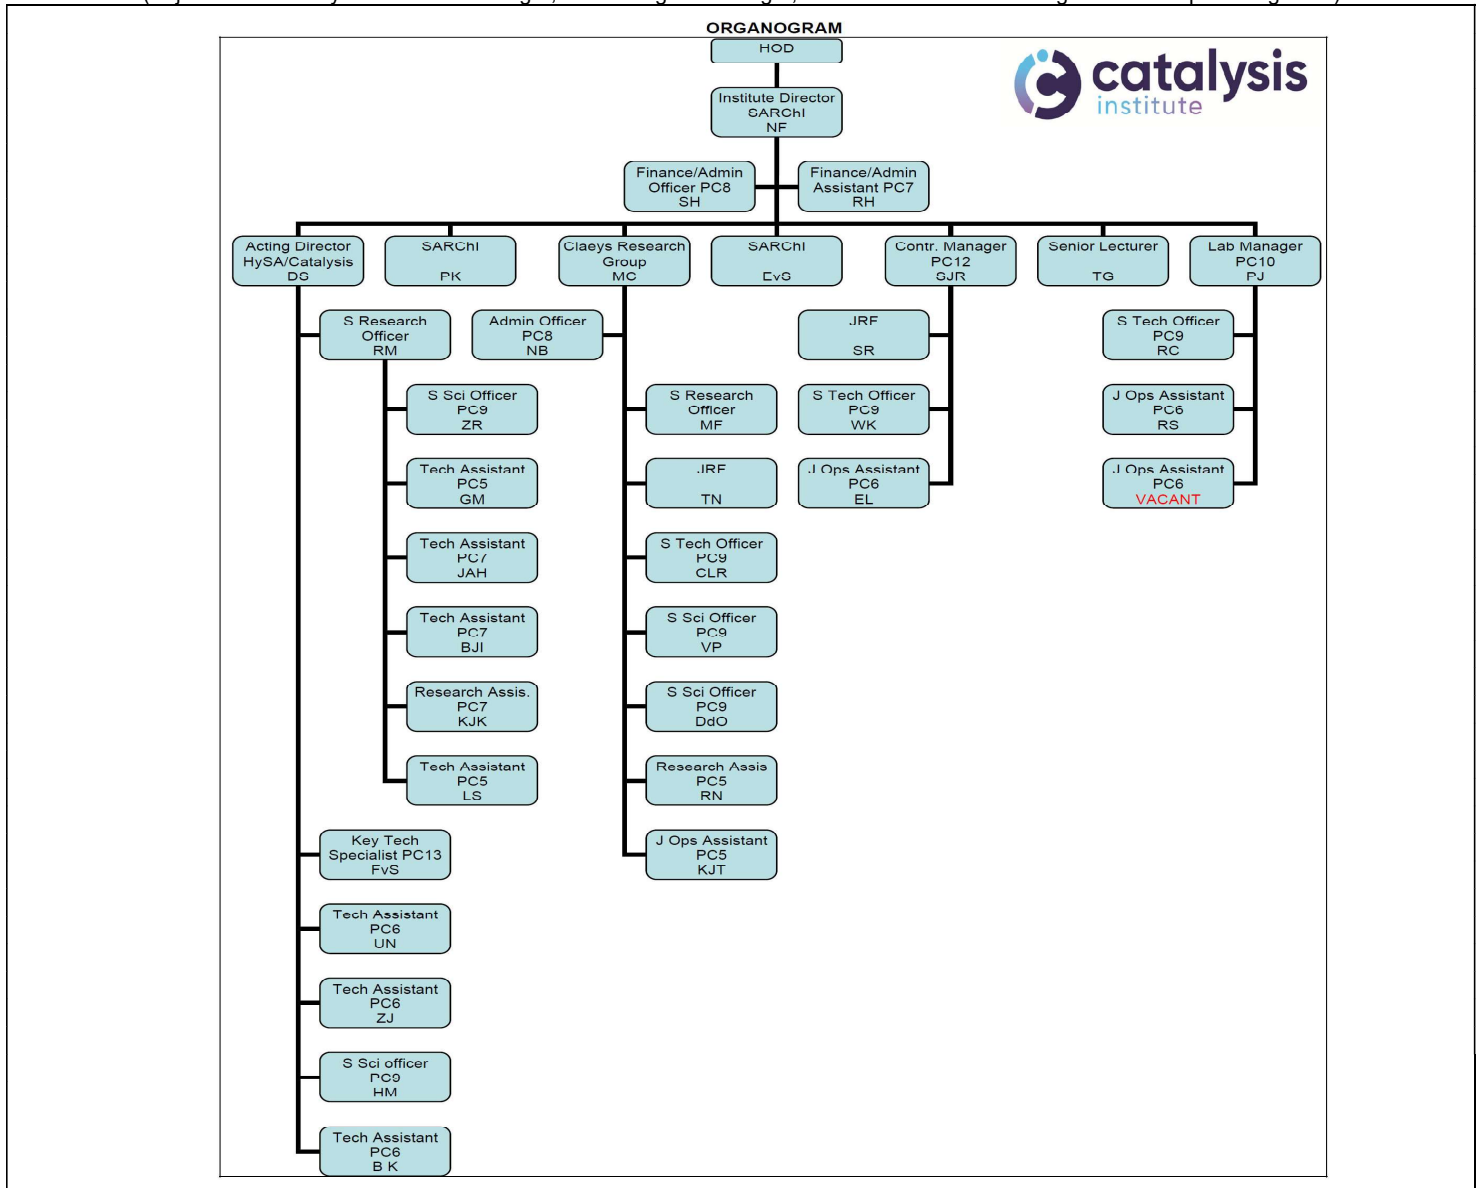 ORGANOGRAM
HOD
catalysis
institute
Institute Director
SARChI
NF
Finance/Admin
Officer PC8
SH
Finance/Admin
Assistant PC7
RH
Acting Director
HySA/Catalysis
DS
SARChI
PK
Claeys Research
Group
MC
SARChI
EvS
Contr. Manager
PC12
SJR
Senior Lecturer
TG
Lab Manager
PC10
PJ
S Research
Officer
RM
Admin Officer
PC8
NB
JRF
SR
S Tech Officer
PC9
RC
S Sci Officer
PC9
ZR
S Research
Officer
MF
S Tech Officer
PC9
WK
J Ops Assistant
PC6
RS
Tech Assistant
PC5
GM
JRF
TN
J Ops Assistant
PC6
EL
J Ops Assistant
PC6
VACANT
Tech Assistant
PC7
JAH
S Tech Officer
PC9
CLR
Tech Assistant
PC7
BJI
S Sci Officer
PC9
VP
Research Assis.
PC7
KJK
S Sci Officer
PC9
DdO
Tech Assistant
PC5
LS
Research Assis
PC5
RN
Key Tech
Specialist PC13
FvS
J Ops Assistant
PC5
KJT
Tech Assistant
PC6
UN
Tech Assistant
PC6
ZJ
S Sci officer
PC9
HM
Tech Assistant
PC6
B K